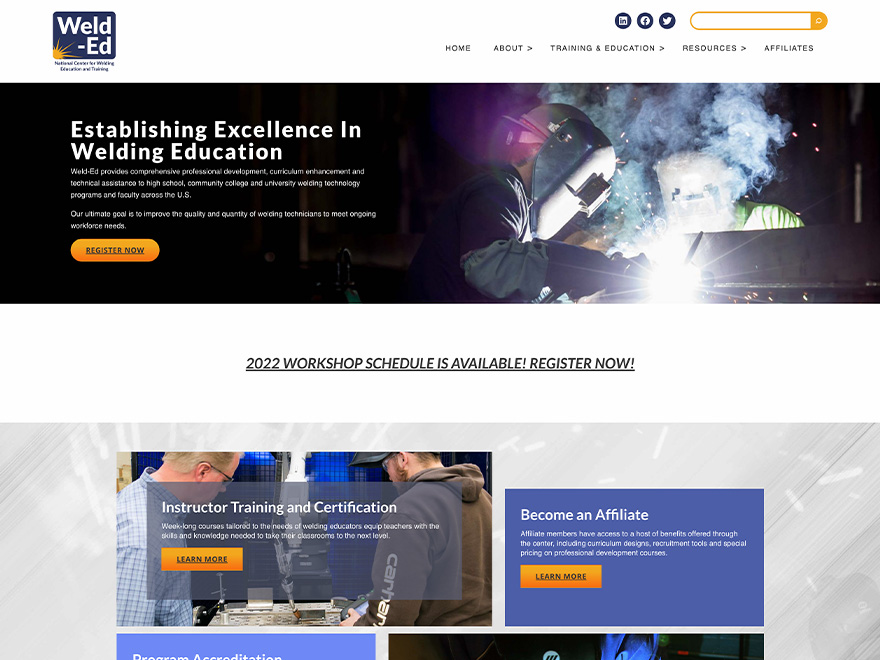 Weld
-Ed
National Center for Welding
Education and Training
HOME
ABOUT >
TRAINING & EDUCATION >
RESOURCES >
AFFILIATES
Establishing Excellence In
Welding Education
Weld-Ed provides comprehensive professional development, curriculum enhancement and
technical assistance to high school, community college and university welding technology
programs and faculty across the U.S.
Our ultimate goal is to improve the quality and quantity of welding technicians to meet ongoing
workforce needs.
REGISTER NOW
2022 WORKSHOP SCHEDULE IS AVAILABLE! REGISTER NOW!
Instructor Training and Certification
Week-long courses tailored to the needs of welding educators equip teachers with the
skills and knowledge needed to take their classrooms to the next level.
LEARN MORE
carhar
Become an Affiliate
Affiliate members have access to a host of benefits offered through
the center, including curriculum designs, recruitment tools and special
pricing on professional development courses.
LEARN MORE
Program Accreditation